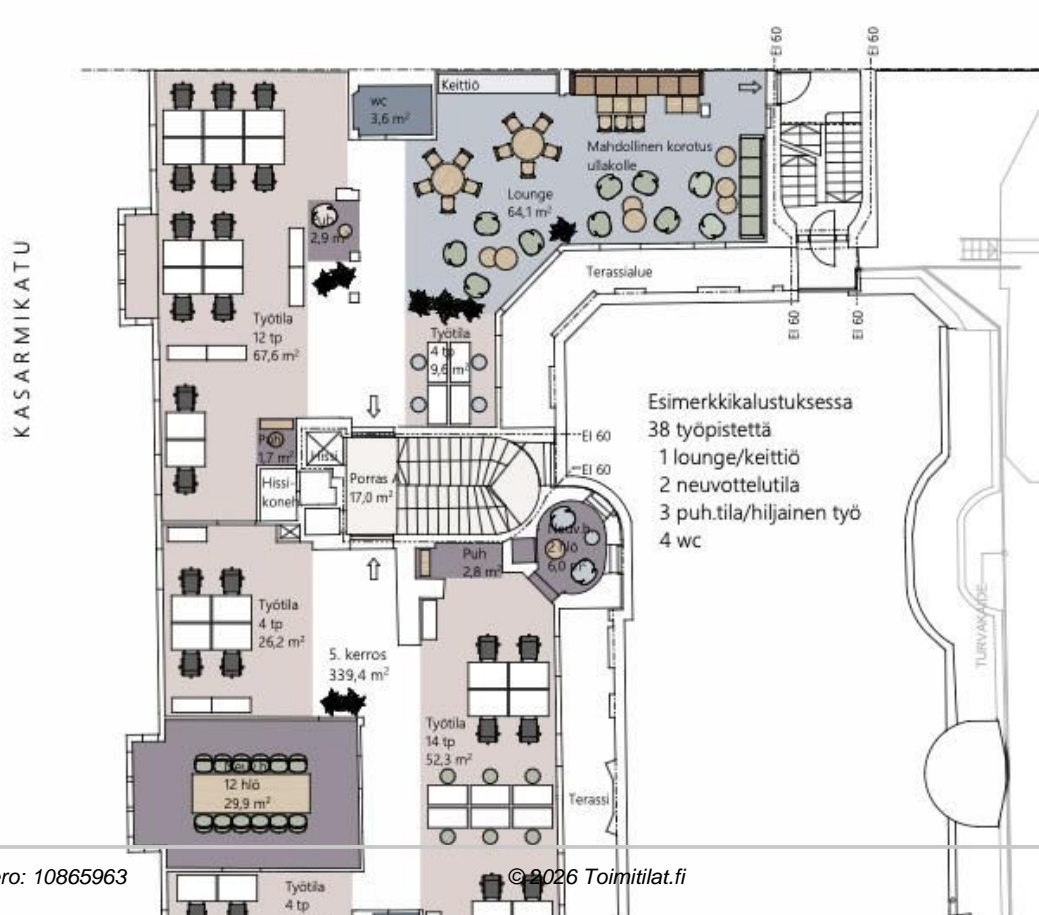 EI 60
EI 60
Keittiö
wc
3,6 m²
Mahdollinen korotus
ullakolle
Lounge
64,1 m²
Puh
2,9 m²
Terassialue
KASARMIKATU
Työtila
12 tp
67,6 m²
Työtila
4 tp
9,6 m²
EI 60
EI 60
Esimerkkikalustuksessa
38 työpistettä
1 lounge/keittiö
2 neuvottelutila
3 puh.tila/hiljainen työ
4 wc
EI 60
EI 60
Puh
1,7 m²
Hissi
Hissi-
koneh
Porras A
17,0 m²
Neuv.h
2 hlö
6,0 m²
Puh
2,8 m²
TURVAKAIDE
Työtila
4 tp
26,2 m²
5. kerros
339,4 m²
Työtila
14 tp
52,3 m²
Neuv.h
12 hlö
29,9 m²
Terassi
ero: 10865963
© 2026 Toimitilat.fi
Työtila
4 tp